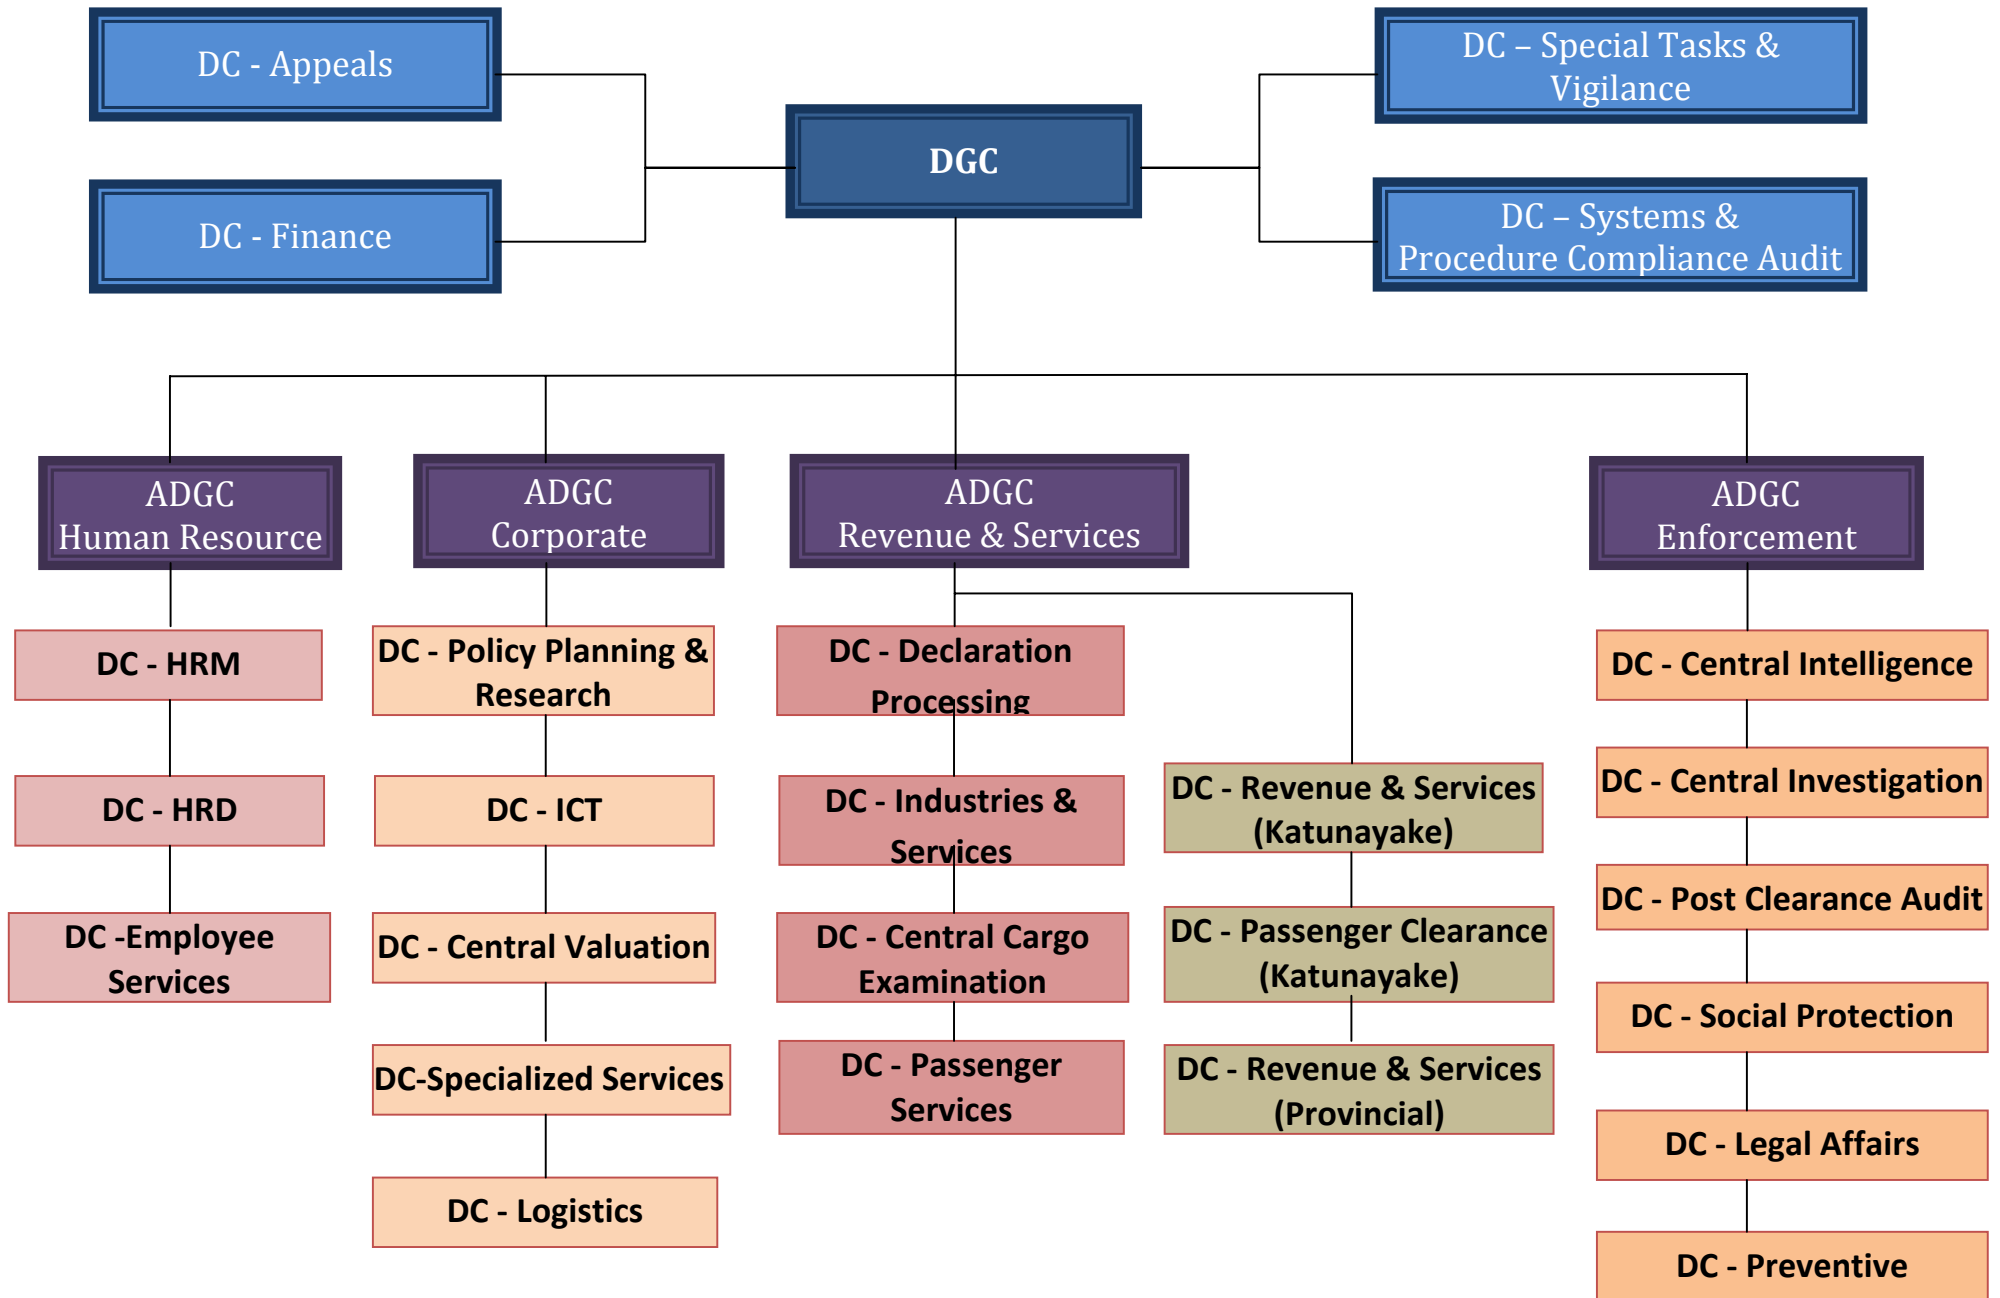 DC - Appeals
DC – Special Tasks &
Vigilance
DGC
DC - Finance
DC – Systems &
Procedure Compliance Audit
ADGC
Human Resource
ADGC
Corporate
ADGC
Revenue & Services
ADGC
Enforcement
DC - HRM
DC - HRD
DC -Employee
Services
DC - Policy Planning &
Research
DC - ICT
DC - Central Valuation
DC-Specialized Services
DC - Logistics
DC - Declaration
Processing
DC - Industries &
Services
DC - Central Cargo
Examination
DC - Passenger
Services
DC - Revenue & Services
(Katunayake)
DC - Passenger Clearance
(Katunayake)
DC - Revenue & Services
(Provincial)
DC - Central Intelligence
DC - Central Investigation
DC - Post Clearance Audit
DC - Social Protection
DC - Legal Affairs
DC - Preventive